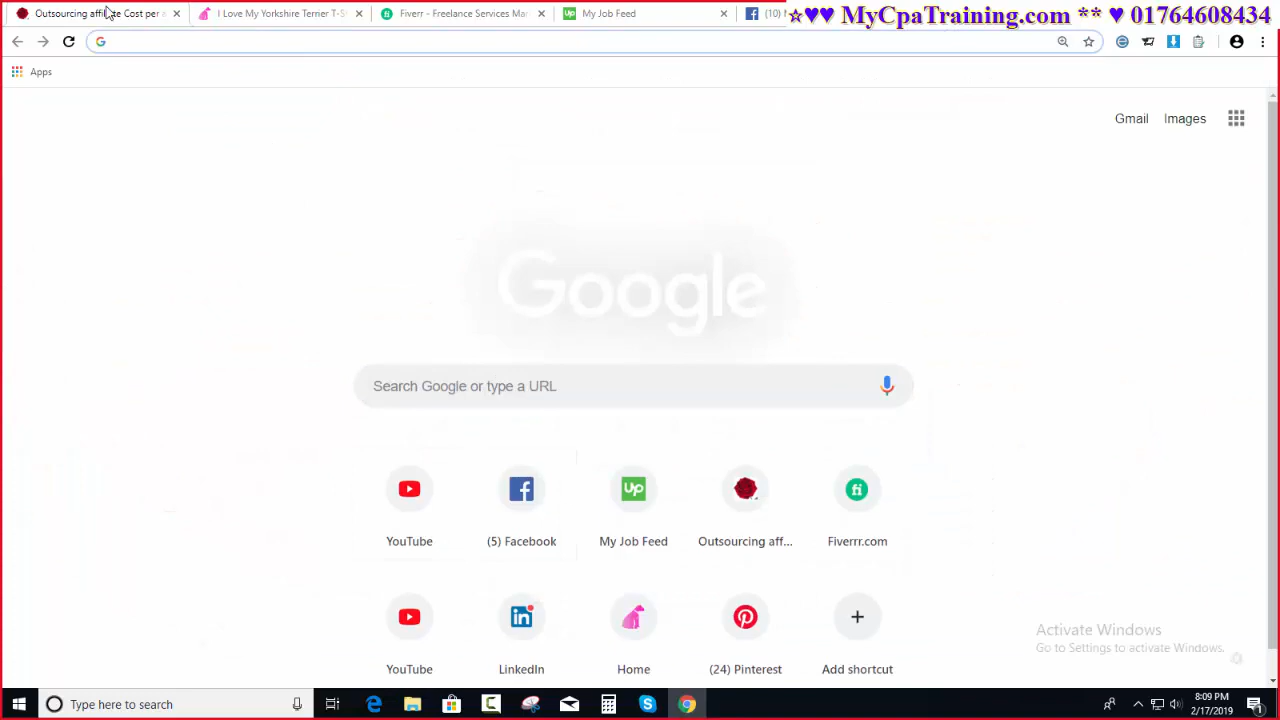 Outsourcing affiliate Cost per a
I Love My Yorkshire Terrier T-S
Fiverr - Freelance Services Ma
My Job Feed
(10)
☆♥♥ MyCpaTraining.com ** ♥ 01764608434
Apps
Gmail Images
Google
Search Google or type a URL
YouTube
(5) Facebook
My Job Feed
Outsourcing aff...
Fiverrr.com
YouTube
LinkedIn
Home
(24) Pinterest
Add shortcut
Activate Windows
Go to Settings to activate Windows.
Type here to search
8:09 PM
2/17/2019